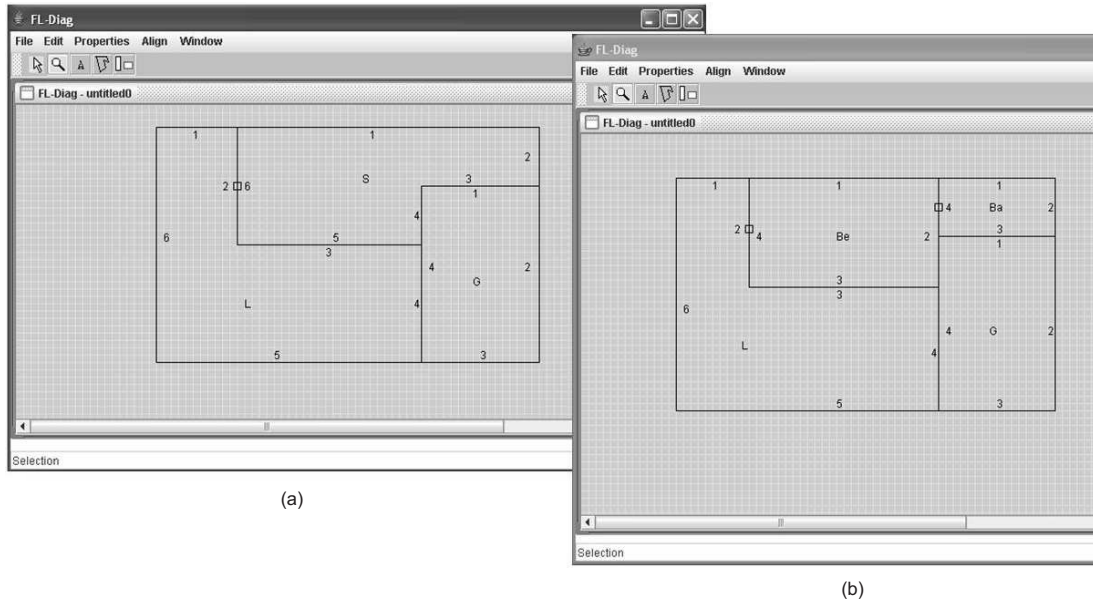 FL-Diag
File Edit Properties Align Window
A
FL-Diag - untitled0
1 1
2
2 6 S 3
1
4
6 5
3
4 2
G
L 4
5 3
Selection
(a)
FL-Diag
File Edit Properties Align Window
A
FL-Diag - untitled0
1 1 1
4 Ba 2
2 4 Be 2 3
1
3
3
6
4 G 2
L 4
5 3
Selection
(b)